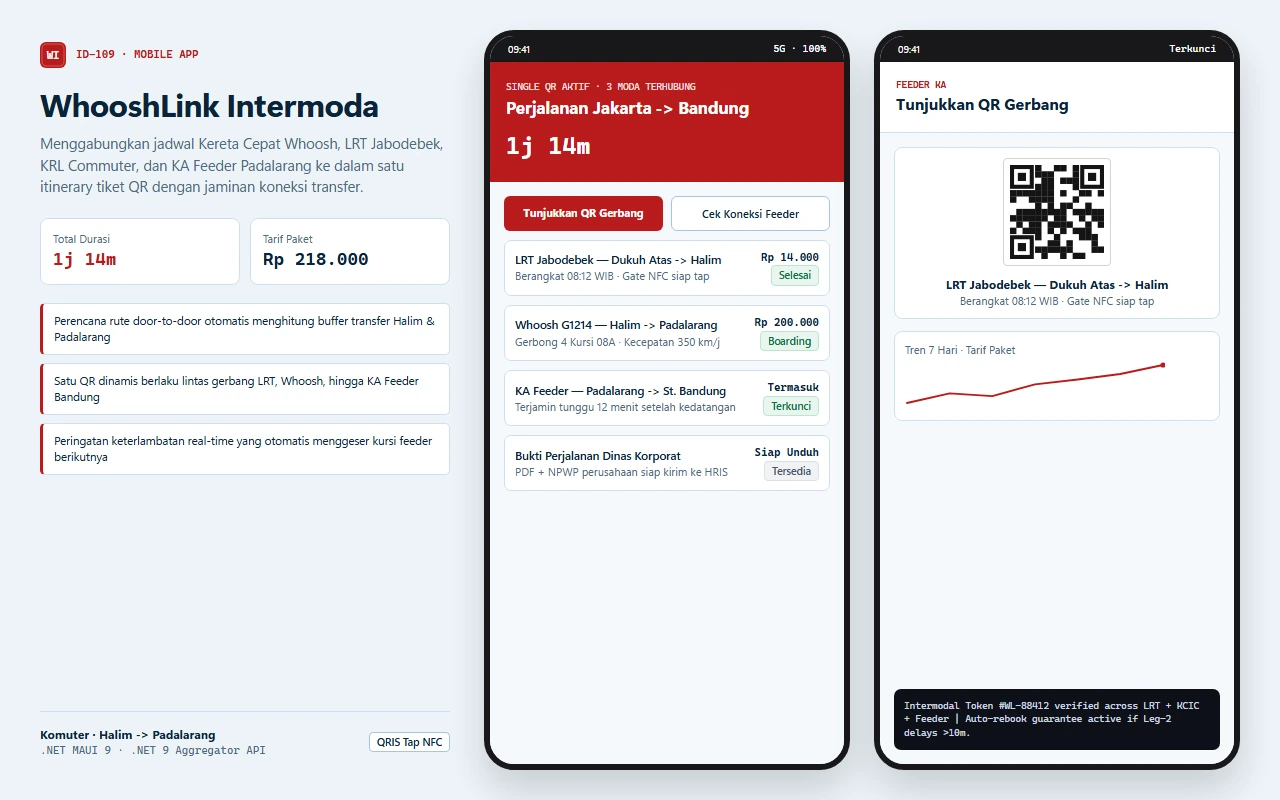 WI
ID-109 · MOBILE APP
WhooshLink Intermoda
Menggabungkan jadwal Kereta Cepat Whoosh, LRT Jabodebek,
KRL Commuter, dan KA Feeder Padalarang ke dalam satu
itinerary tiket QR dengan jaminan koneksi transfer.
Total Durasi
1j 14m
Tarif Paket
Rp 218.000
Perencana rute door-to-door otomatis menghitung buffer transfer Halim &
Padalarang
Satu QR dinamis berlaku lintas gerbang LRT, Whoosh, hingga KA Feeder
Bandung
Peringatan keterlambatan real-time yang otomatis menggeser kursi feeder
berikutnya
Komuter · Halim -> Padalarang
.NET MAUI 9 · .NET 9 Aggregator API
QRIS Tap NFC
09:41
5G · 100%
SINGLE QR AKTIF · 3 MODA TERHUBUNG
Perjalanan Jakarta -> Bandung
1j 14m
Tunjukkan QR Gerbang
Cek Koneksi Feeder
LRT Jabodebek — Dukuh Atas -> Halim
Berangkat 08:12 WIB · Gate NFC siap tap
Rp 14.000
Selesai
Whoosh G1214 — Halim -> Padalarang
Gerbong 4 Kursi 08A · Kecepatan 350 km/j
Rp 200.000
Boarding
KA Feeder — Padalarang -> St. Bandung
Terjamin tunggu 12 menit setelah kedatangan
Termasuk
Terkunci
Bukti Perjalanan Dinas Korporat
PDF + NPWP perusahaan siap kirim ke HRIS
Siap Unduh
Tersedia
09:41
Terkunci
FEEDER KA
Tunjukkan QR Gerbang
LRT Jabodebek — Dukuh Atas -> Halim
Berangkat 08:12 WIB · Gate NFC siap tap
Tren 7 Hari · Tarif Paket
Intermodal Token #WL-88412 verified across LRT + KCIC
+ Feeder | Auto-rebook guarantee active if Leg-2
delays >10m.